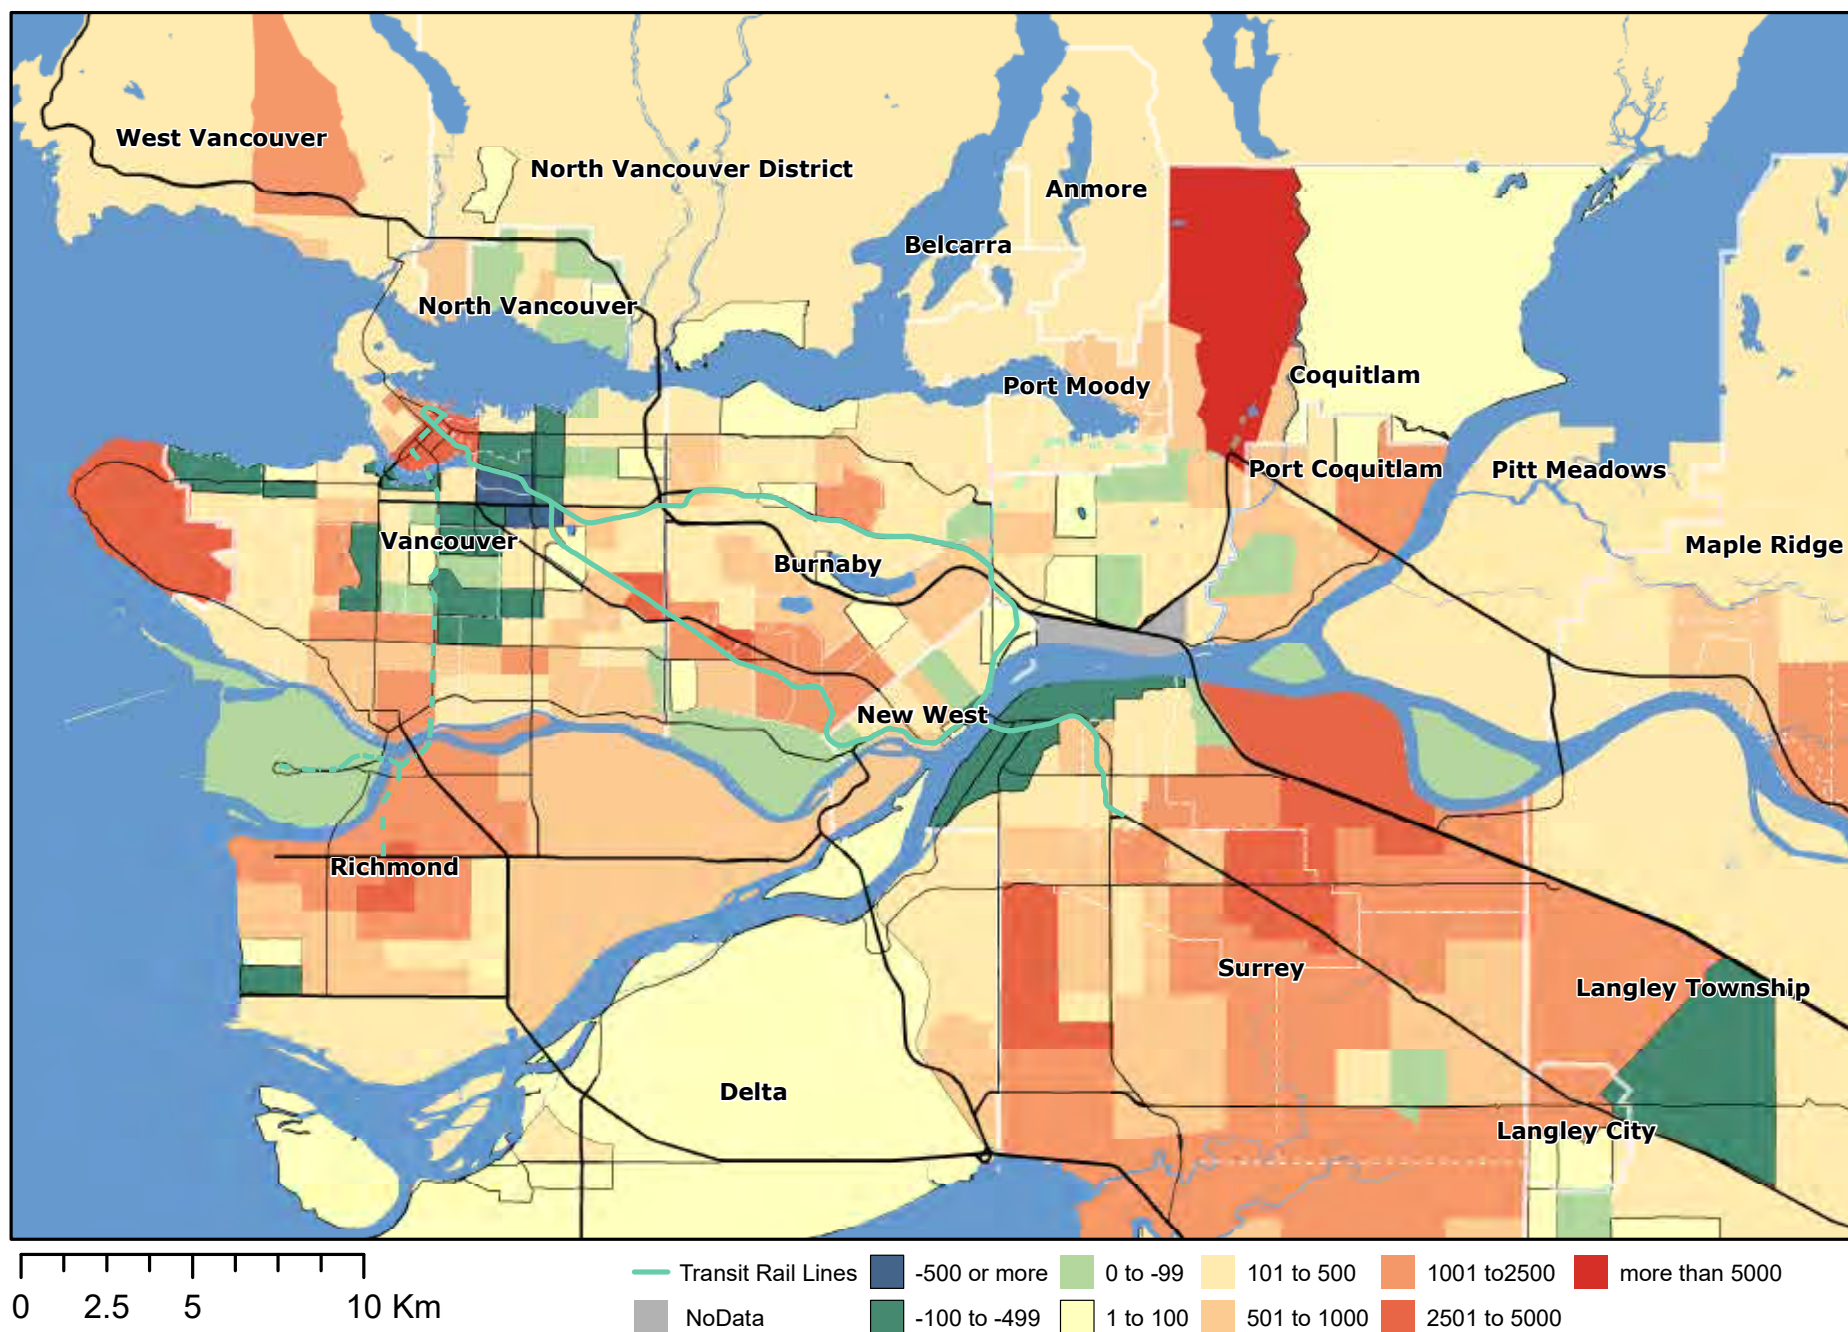 West Vancouver
North Vancouver District
Anmore
Belcarra
North Vancouver
Port Moody
Coquitlam
Port Coquitlam
Pitt Meadows
Vancouver
Burnaby
Maple Ridge
New West
Richmond
Surrey
Langley Township
Delta
Langley City
Transit Rail Lines
-500 or more
0 to -99
101 to 500
1001 to2500
more than 5000
NoData
-100 to -499
1 to 100
501 to 1000
2501 to 5000
0 2.5 5 10 Km